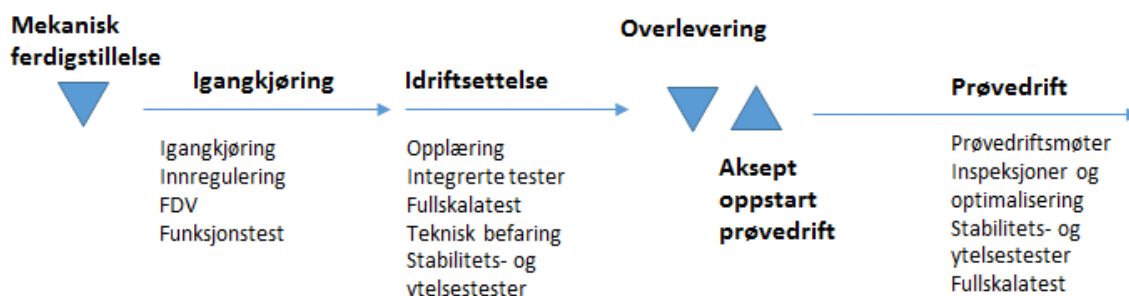 Mekanisk
ferdigstillelse
Igangkjøring
Igangkjøring
Innregulering
FDV
Funksjonstest
Idriftsettelse
Opplæring
Integrerte tester
Fullskalatest
Teknisk befaring
Stabilitets- og
ytelsestester
Overlevering
Aksept
oppstart
prøvedrift
Prøvedrift
Prøvedriftsmøter
Inspeksjoner og
optimalisering
Stabilitets- og
ytelsestester
Fullskalatest